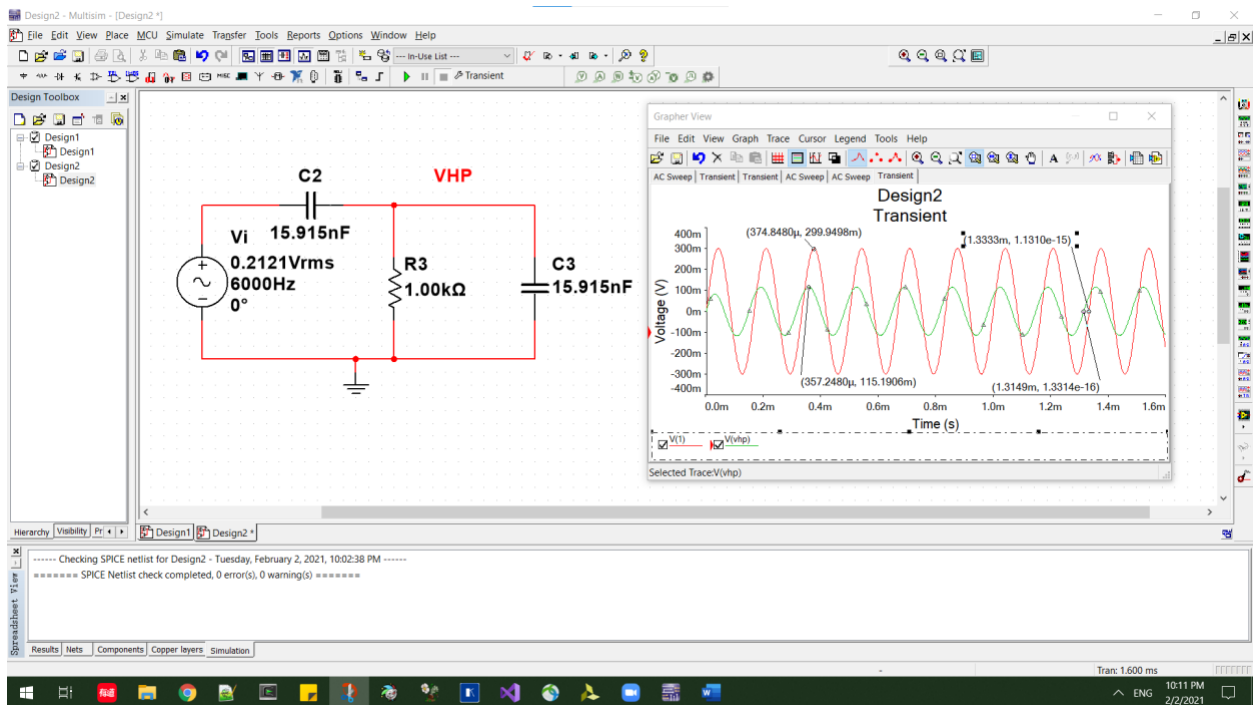 Design2 - Multisim - [Design2 *]
File Edit View Place MCU Simulate Transfer Tools Reports Options Window Help
--- In-Use List ---
Transient
Design Toolbox
Design1
Design1
Design2
Design2
Hierarchy Visibility Pr
C2
VHP
15.915nF
Vi
0.2121Vrms
6000Hz
0°
R3
1.00kΩ
C3
15.915nF
Grapher View
File Edit View Graph Trace Cursor Legend Tools Help
AC Sweep Transient Transient AC Sweep AC Sweep Transient
Design2
Transient
(374.8480µ, 299.9498m)
(1.3333m, 1.1310e-15)
Voltage (V)
400m
300m
200m
100m
0m
-100m
-200m
-300m
-400m
(357.2480µ, 115.1906m)
(1.3149m, 1.3314e-16)
0.0m 0.2m 0.4m 0.6m 0.8m 1.0m 1.2m 1.4m 1.6m
Time (s)
V(1) V(vhp)
Selected Trace:V(vhp)
Design1 Design2 *
Spreadsheet View
------ Checking SPICE netlist for Design2 - Tuesday, February 2, 2021, 10:02:38 PM ------
======= SPICE Netlist check completed, 0 error(s), 0 warning(s) =======
Results Nets Components Copper layers Simulation
- Tran: 1.600 ms
ENG
10:11 PM
2/2/2021